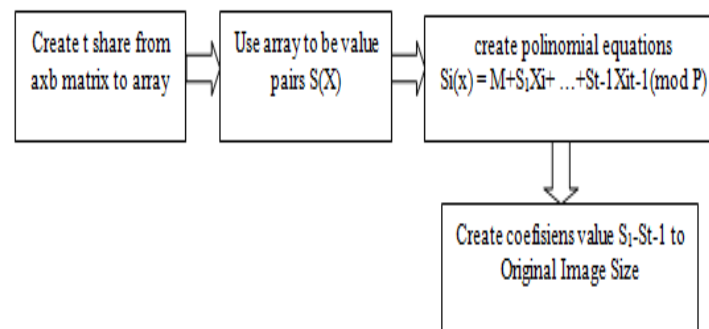 Create t share from
axb matrix to array
Use array to be value
pairs S(X)
create polinomial equations
Si(x) = M+S₁Xi+ …+St-1Xit-1(mod P)
Create coefisiens value S₁-St-1 to
Original Image Size